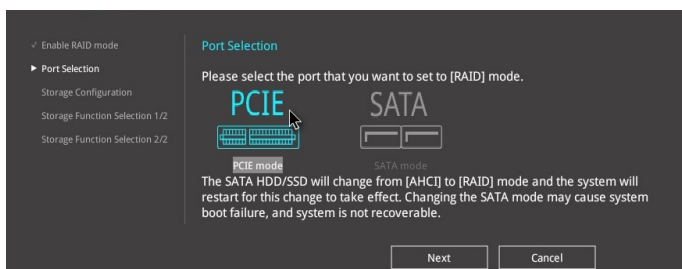 ✓ Enable RAID mode
► Port Selection
Storage Configuration
Storage Function Selection 1/2
Storage Function Selection 2/2
Port Selection
Please select the port that you want to set to [RAID] mode.
PCIE
SATA
PCIE mode
SATA mode
The SATA HDD/SSD will change from [AHCI] to [RAID] mode and the system will
restart for this change to take effect. Changing the SATA mode may cause system
boot failure, and system is not recoverable.
Next
Cancel